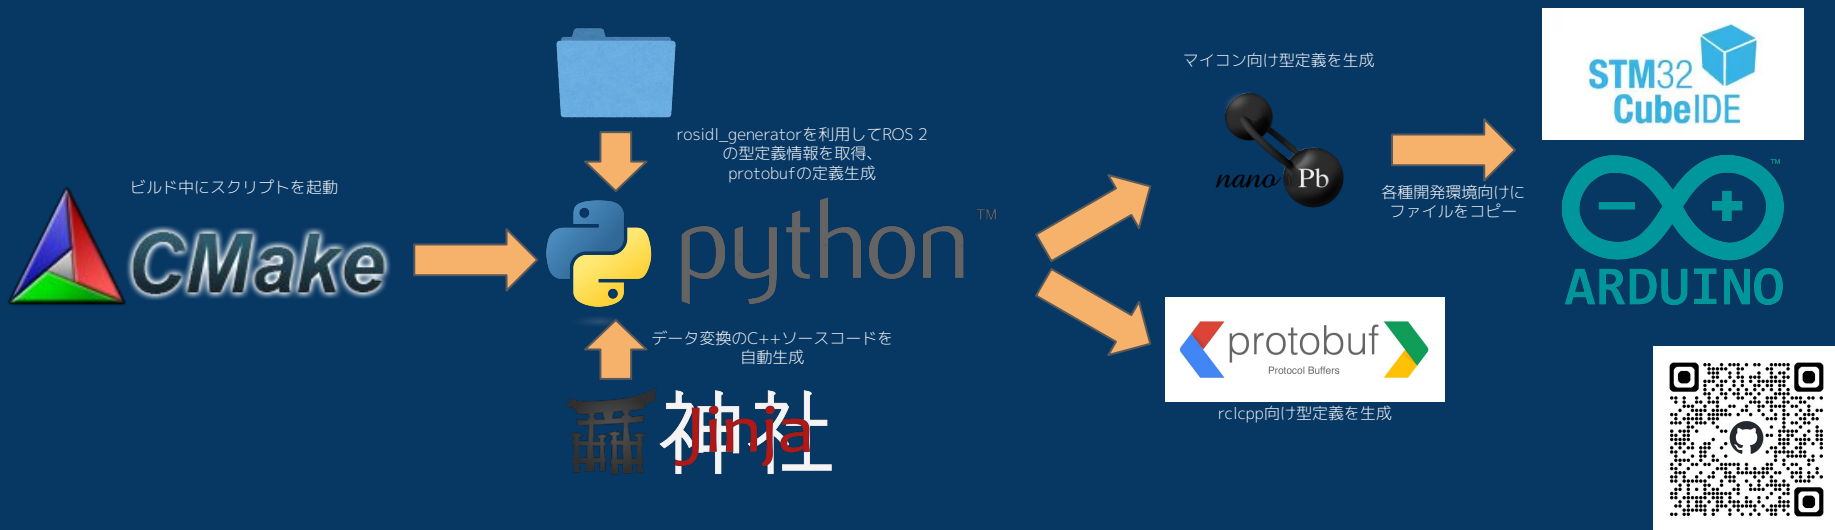 ビルド中にスクリプトを起動
CMake
rosidl_generatorを利用してROS 2
の型定義情報を取得、
protobufの定義生成
python
TM
データ変換のC++ソースコードを
自動生成
神社
Jinja
マイコン向け型定義を生成
nano Pb
各種開発環境向けに
ファイルをコピー
STM32
CubeIDE
TM
ARDUINO
protobuf
Protocol Buffers
rclcpp向け型定義を生成